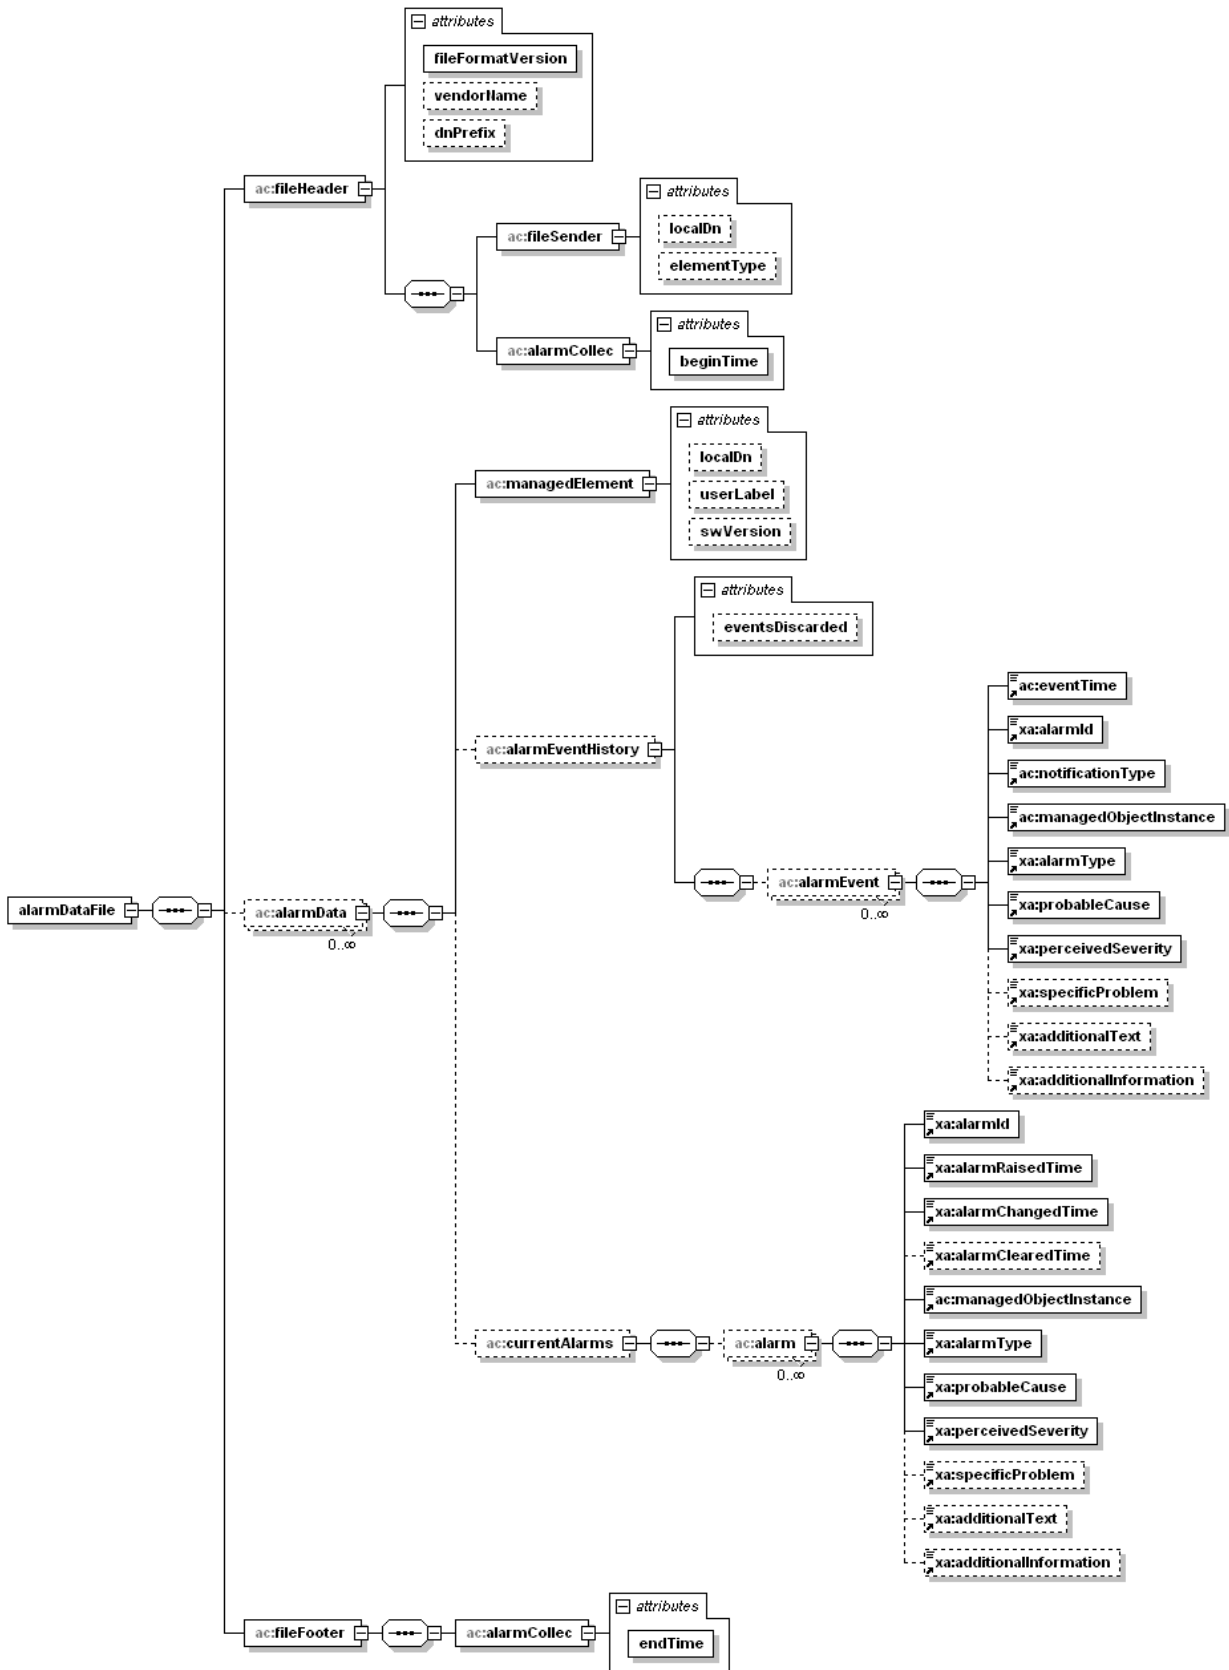 attributes
fileFormatVersion
vendorName
dnPrefix
ac:fileHeader
attributes
ac:fileSender
localDn
elementType
attributes
ac:alarmCollec
beginTime
attributes
localDn
ac:managedElement
userLabel
swVersion
attributes
eventsDiscarded
ac:alarmEventHistory
ac:eventTime
xa:alarmId
ac:notificationType
ac:managedObjectInstance
xa:alarmType
ac:alarmEvent
0..∞
xa:probableCause
xa:perceivedSeverity
xa:specificProblem
xa:additionalText
xa:additionalInformation
alarmDataFile
ac:alarmData
0..∞
xa:alarmId
xa:alarmRaisedTime
xa:alarmChangedTime
xa:alarmClearedTime
ac:managedObjectInstance
ac:currentAlarms
ac:alarm
0..∞
xa:alarmType
xa:probableCause
xa:perceivedSeverity
xa:specificProblem
xa:additionalText
xa:additionalInformation
attributes
ac:fileFooter
ac:alarmCollec
endTime